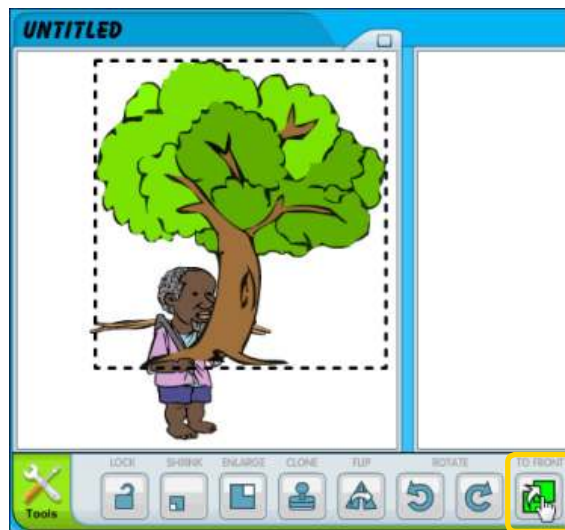 UNTITLED
LOCK SHRINK ENLARGE CLONE FLIP ROTATE TO FRONT
Tools